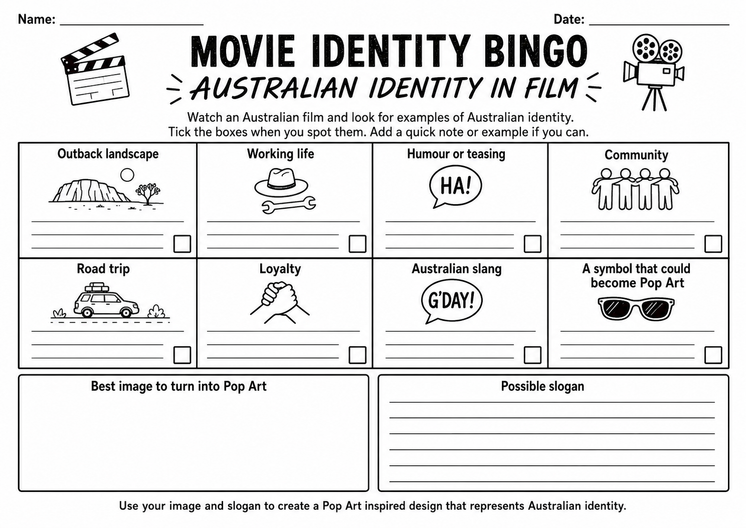 Name: Date:
MOVIE IDENTITY BINGO
AUSTRALIAN IDENTITY IN FILM
Watch an Australian film and look for examples of Australian identity.
Tick the boxes when you spot them. Add a quick note or example if you can.
Outback landscape
Working life
Humour or teasing
HA!
Community
Road trip
Loyalty
Australian slang
G'DAY!
A symbol that could
become Pop Art
Best image to turn into Pop Art
Possible slogan
Use your image and slogan to create a Pop Art inspired design that represents Australian identity.